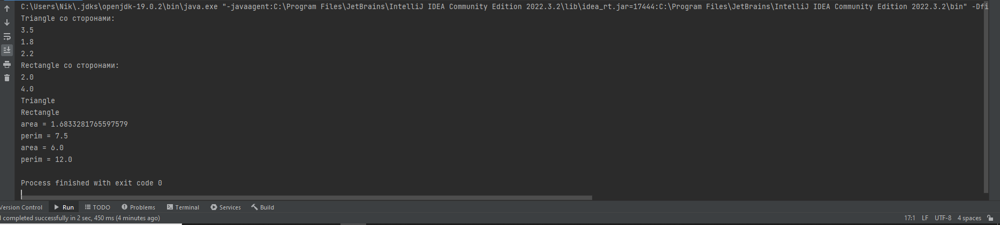 C:\Users\Nik\.jdks\openjdk-19.0.2\bin\java.exe "-javaagent:C:\Program Files\JetBrains\IntelliJ IDEA Community Edition 2022.3.2\lib\idea_rt.jar=17444:C:\Program Files\JetBrains\IntelliJ IDEA Community Edition 2022.3.2\bin" -Dfi
Triangle со сторонами:
3.5
1.8
2.2
Rectangle со сторонами:
2.0
4.0
Triangle
Rectangle
area = 1.6833281765597579
perim = 7.5
area = 6.0
perim = 12.0
Process finished with exit code 0
Version Control Run TODO Problems Terminal Services Build
completed successfully in 2 sec, 450 ms (4 minutes ago) 17:1 LF UTF-8 4 spaces